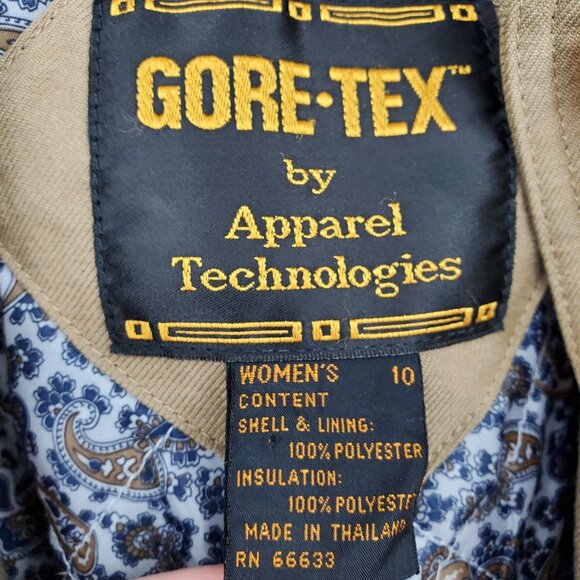 GORE-TEX™
by
Apparel
Technologies
WOMEN'S 10
CONTENT
SHELL & LINING:
100% POLYESTER
INSULATION:
100% POLYESTER
MADE IN THAILAND
RN 66633